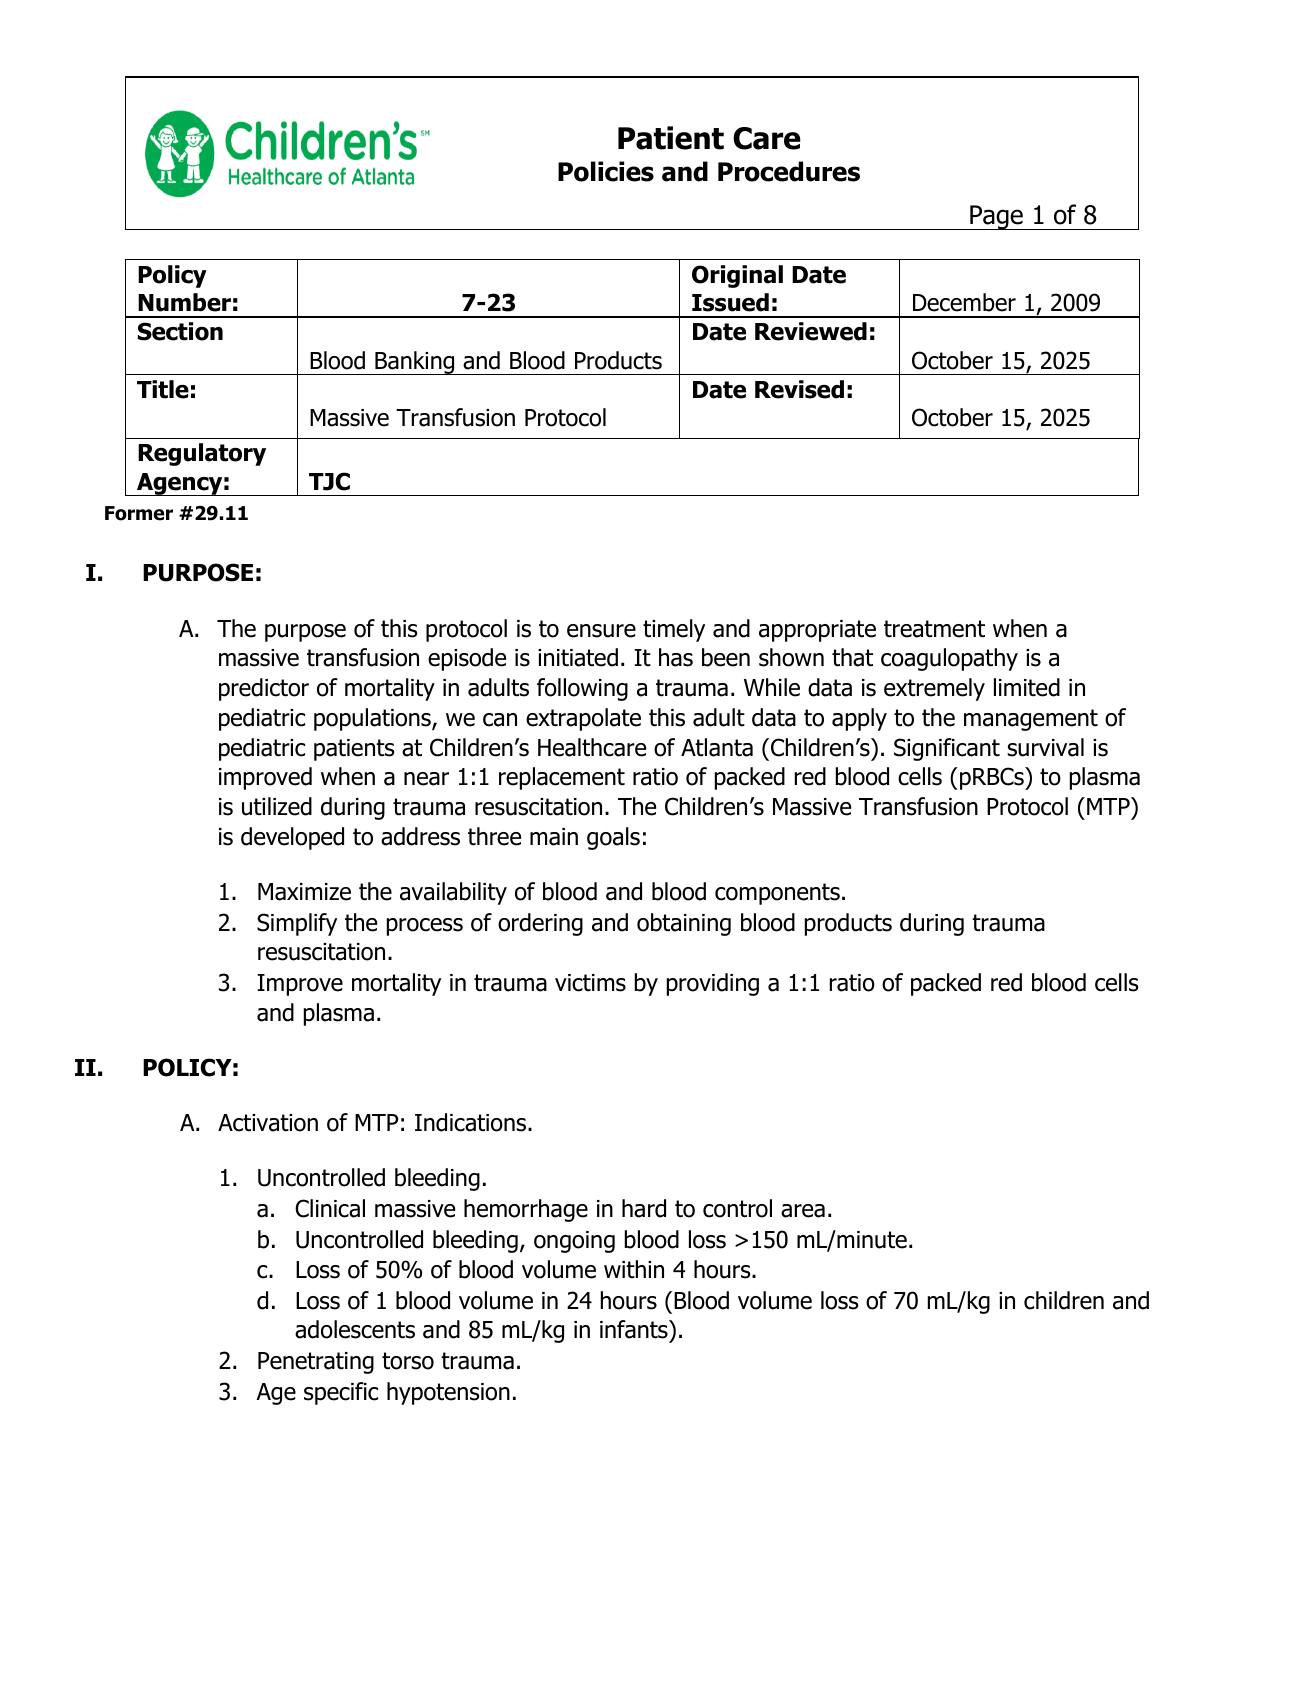 Children's℠
Healthcare of Atlanta
Patient Care
Policies and Procedures
Page 1 of 8
Policy
Number:
7-23
Original Date
Issued:
December 1, 2009
Section
Blood Banking and Blood Products
Date Reviewed:
October 15, 2025
Title:
Massive Transfusion Protocol
Date Revised:
October 15, 2025
Regulatory
Agency:
TJC
Former #29.11
I. PURPOSE:
A. The purpose of this protocol is to ensure timely and appropriate treatment when a
massive transfusion episode is initiated. It has been shown that coagulopathy is a
predictor of mortality in adults following a trauma. While data is extremely limited in
pediatric populations, we can extrapolate this adult data to apply to the management of
pediatric patients at Children's Healthcare of Atlanta (Children's). Significant survival is
improved when a near 1:1 replacement ratio of packed red blood cells (pRBCs) to plasma
is utilized during trauma resuscitation. The Children's Massive Transfusion Protocol (MTP)
is developed to address three main goals:
1. Maximize the availability of blood and blood components.
2. Simplify the process of ordering and obtaining blood products during trauma
resuscitation.
3. Improve mortality in trauma victims by providing a 1:1 ratio of packed red blood cells
and plasma.
II. POLICY:
A. Activation of MTP: Indications.
1. Uncontrolled bleeding.
a. Clinical massive hemorrhage in hard to control area.
b. Uncontrolled bleeding, ongoing blood loss >150 mL/minute.
c. Loss of 50% of blood volume within 4 hours.
d. Loss of 1 blood volume in 24 hours (Blood volume loss of 70 mL/kg in children and
adolescents and 85 mL/kg in infants).
2. Penetrating torso trauma.
3. Age specific hypotension.